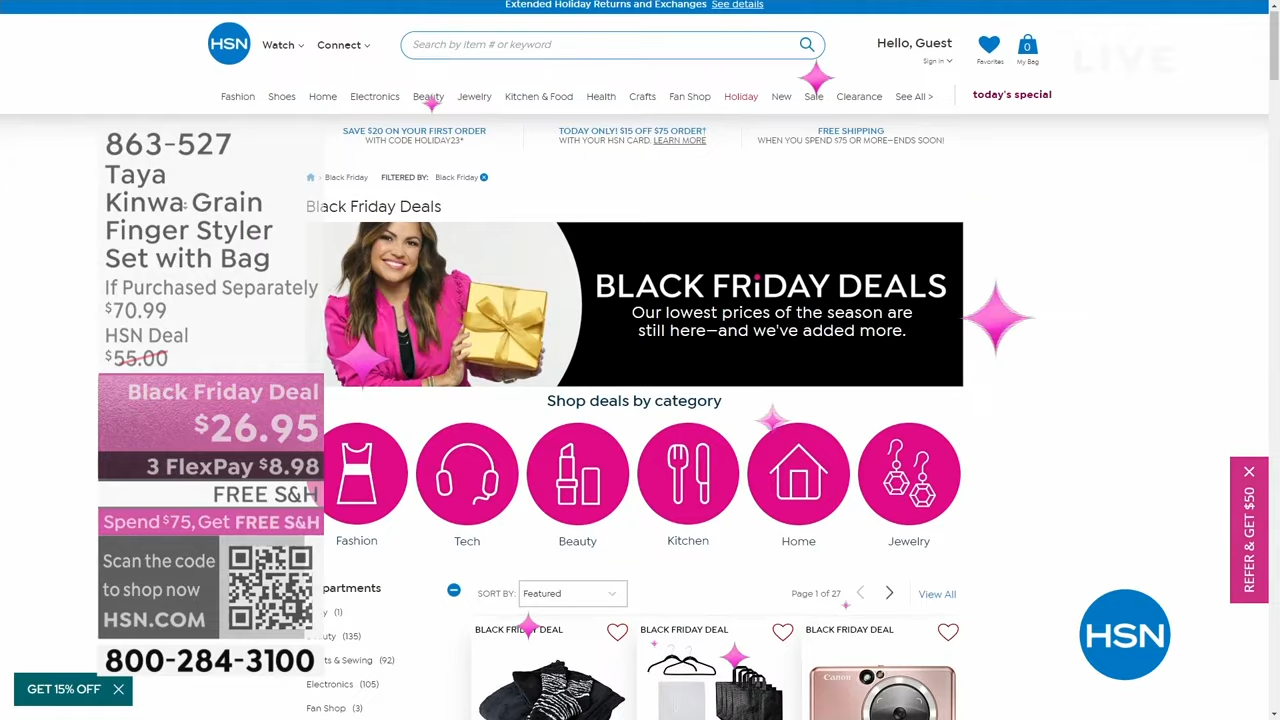 Extended Holiday Returns and Exchanges See details
HSN
Watch
Connect
Search by item # or keyword
Hello, Guest
Sign In
Favorites
0
My Bag
LIVE
Fashion Shoes Home Electronics Beauty Jewelry Kitchen & Food Health Crafts Fan Shop Holiday New Sale Clearance See All >
today's special
SAVE $20 ON YOUR FIRST ORDER
WITH CODE HOLIDAY23*
TODAY ONLY! $15 OFF $75 ORDER†
WITH YOUR HSN CARD. LEARN MORE
FREE SHIPPING
WHEN YOU SPEND $75 OR MORE—ENDS SOON!
863-527
Taya
Kinwa Grain
Finger Styler
Set with Bag
If Purchased Separately
$70.99
HSN Deal
$55.00
Black Friday Deal
$26.95
3 FlexPay $8.98
FREE S&H
Spend $75, Get FREE S&H
Scan the code
to shop now
HSN.COM
800-284-3100
GET 15% OFF
Black Friday FILTERED BY: Black Friday
Black Friday Deals
BLACK FRiDAY DEALS
Our lowest prices of the season are
still here—and we've added more.
Shop deals by category
Fashion
Tech
Beauty
Kitchen
Home
Jewelry
partments
(1)
(135)
ts & Sewing (92)
Electronics (105)
Fan Shop (3)
SORT BY: Featured
Page 1 of 27
View All
BLACK FRIDAY DEAL
BLACK FRIDAY DEAL
BLACK FRIDAY DEAL
Canon
REFER & GET $50
HSN